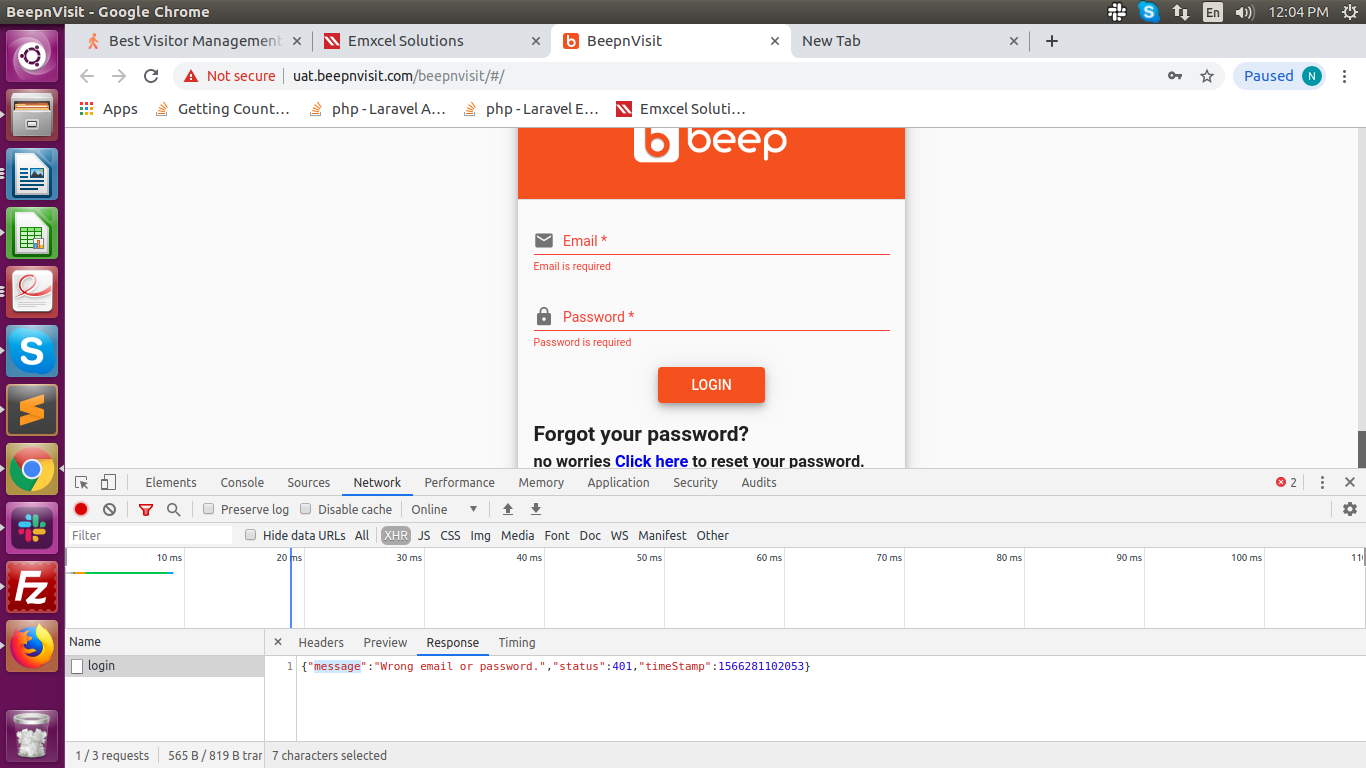 BeepnVisit - Google Chrome
En
12:04 PM
Best Visitor Management
Emxcel Solutions
BeepnVisit
New Tab
Not secure
uat.beepnvisit.com/beepnvisit/#/
Paused
N
Apps
Getting Count...
php - Laravel A...
php - Laravel E...
Emxcel Soluti...
b beep
Email *
Email is required
Password *
Password is required
LOGIN
Forgot your password?
no worries Click here to reset your password.
Elements Console Sources Network Performance Memory Application Security Audits
2
Preserve log Disable cache Online
Filter
Hide data URLs All XHR JS CSS Img Media Font Doc WS Manifest Other
10 ms 20 ms 30 ms 40 ms 50 ms 60 ms 70 ms 80 ms 90 ms 100 ms
Name
Headers Preview Response Timing
login
1 {"message":"Wrong email or password.","status":401,"timeStamp":1566281102053}
1 / 3 requests 565 B / 819 B
7 characters selected